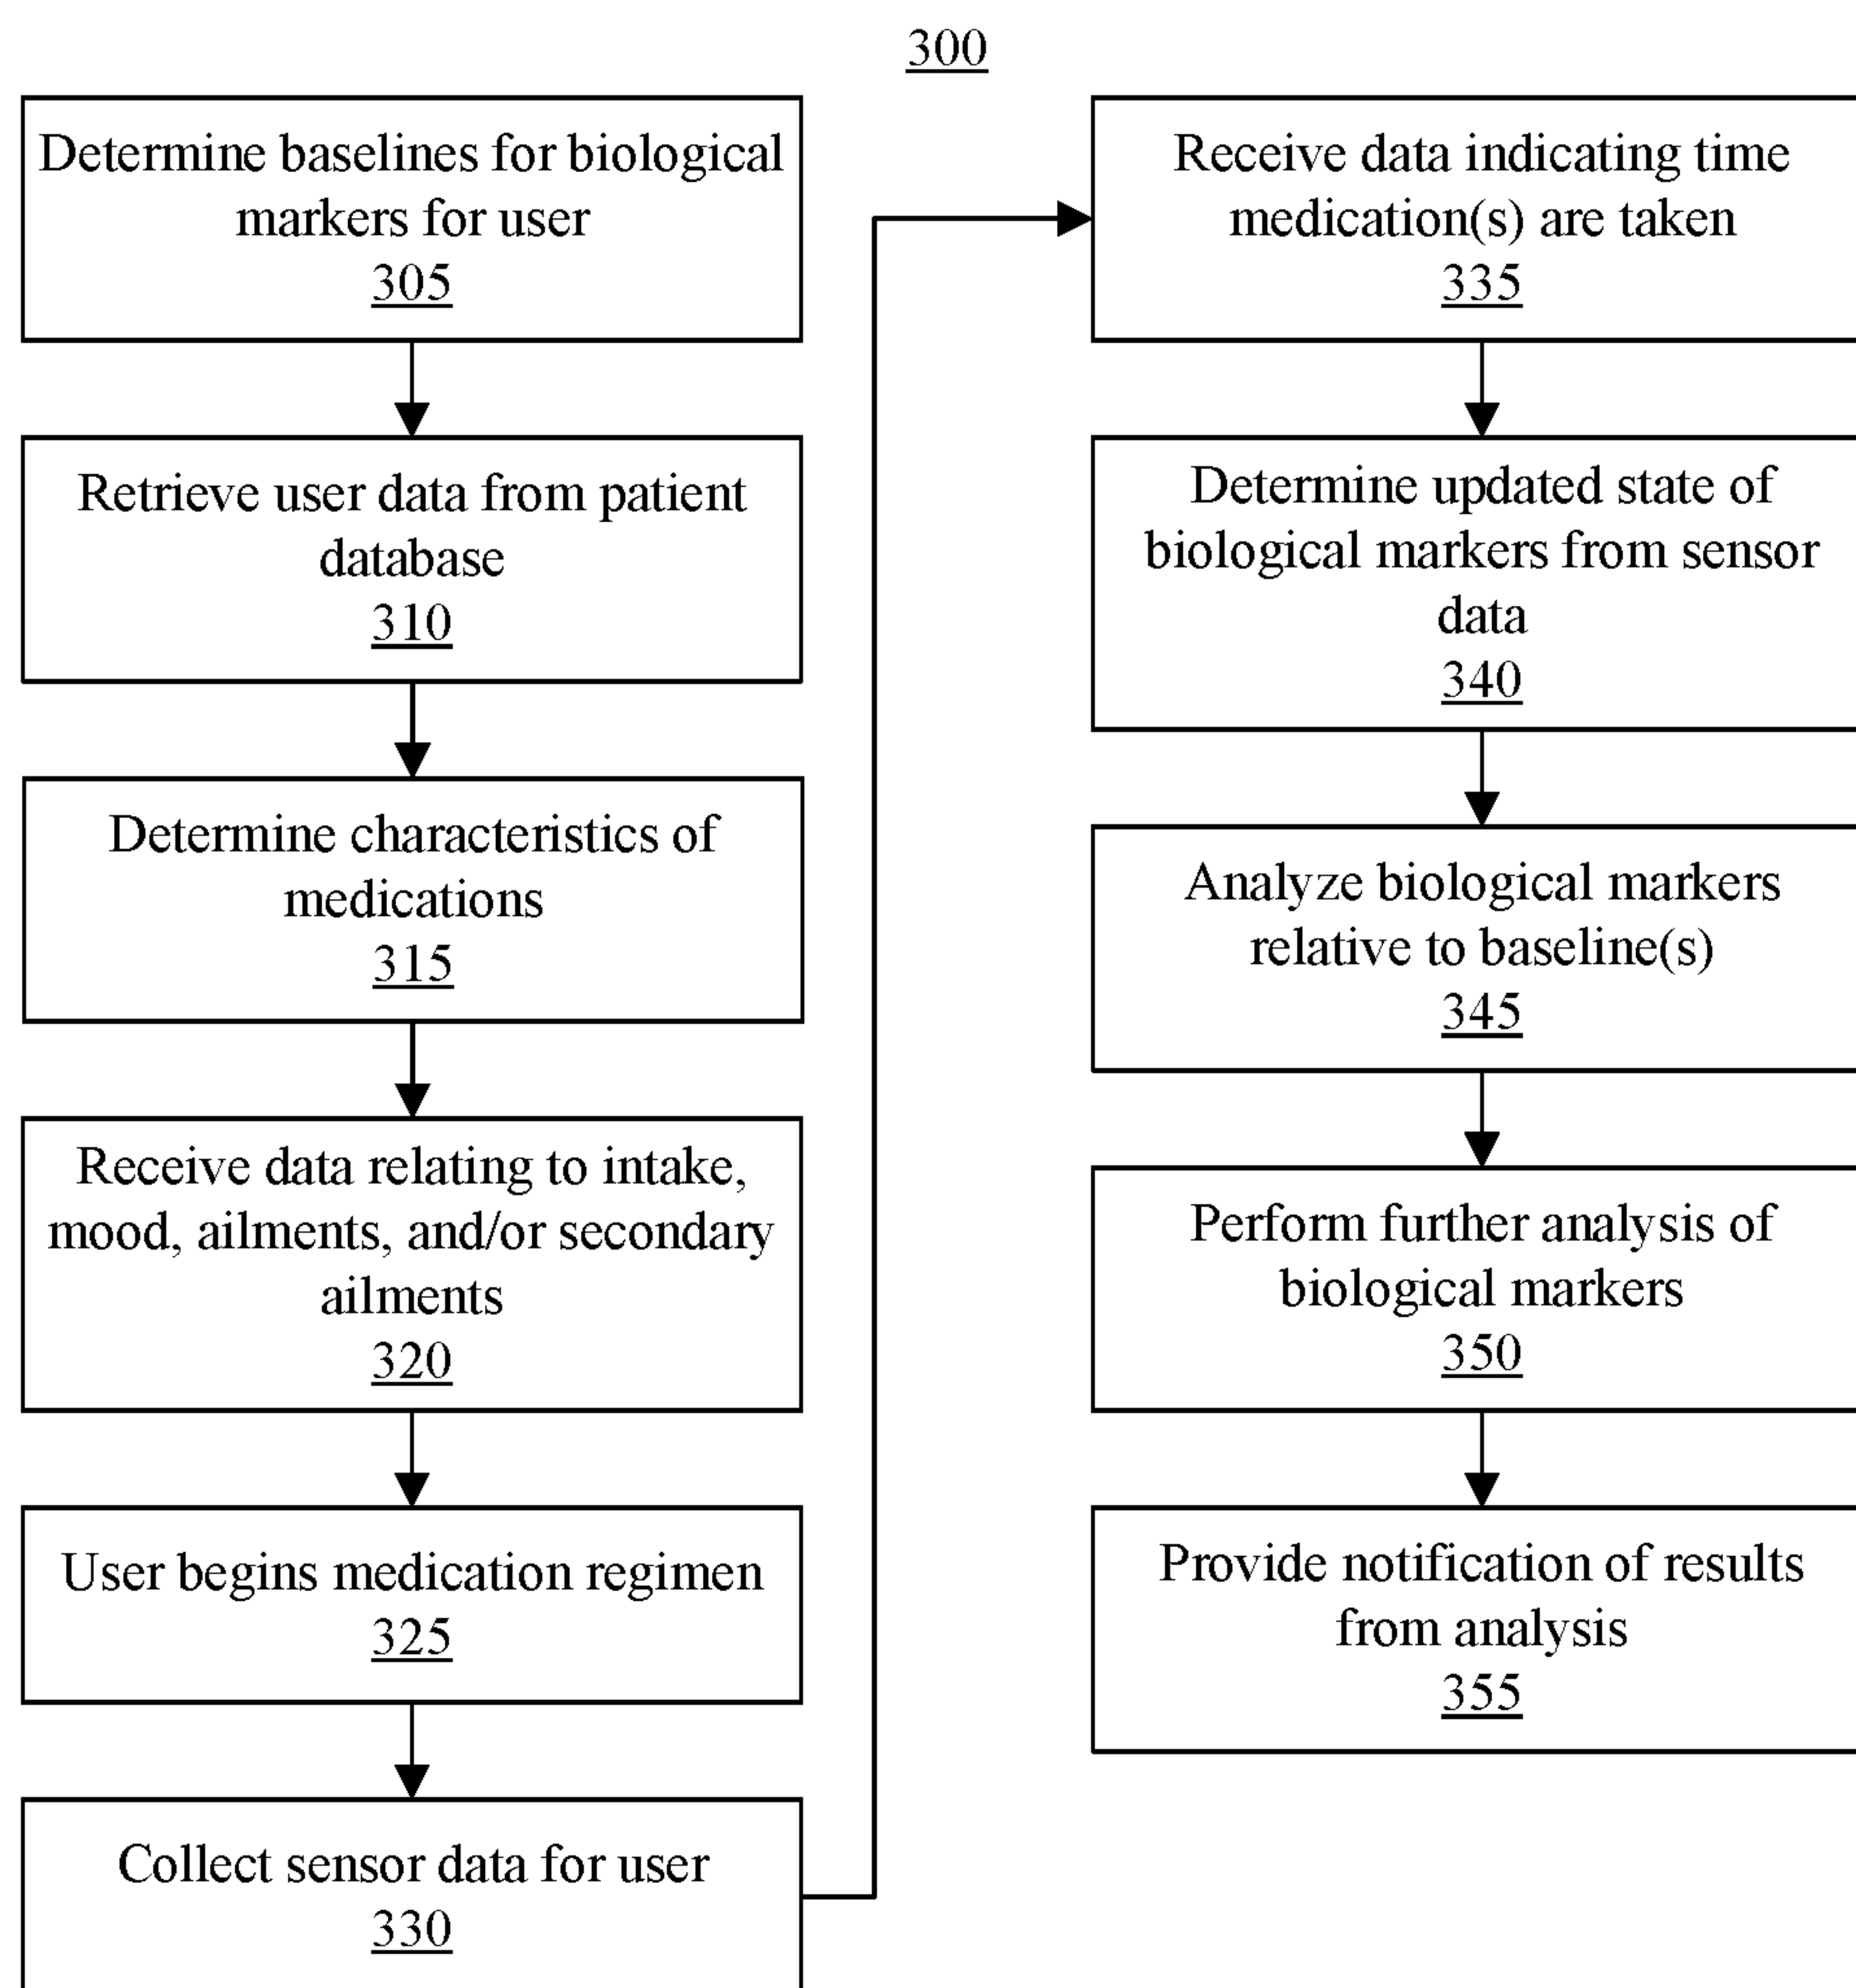 300
Determine baselines for biological
markers for user
305
Retrieve user data from patient
database
310
Determine characteristics of
medications
315
Receive data relating to intake,
mood, ailments, and/or secondary
ailments
320
User begins medication regimen
325
Collect sensor data for user
330
Receive data indicating time
medication(s) are taken
335
Determine updated state of
biological markers from sensor
data
340
Analyze biological markers
relative to baseline(s)
345
Perform further analysis of
biological markers
350
Provide notification of results
from analysis
355